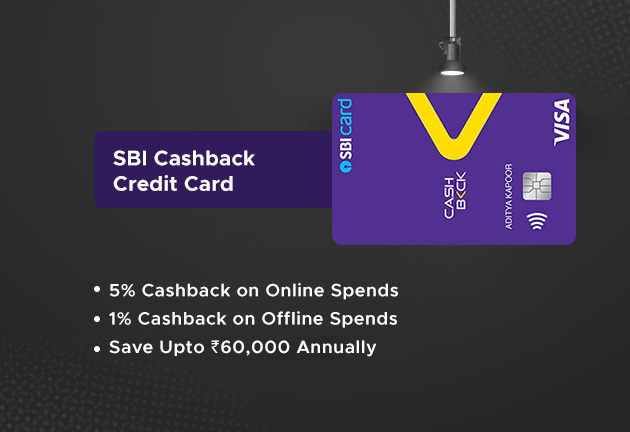 SBI Cashback
Credit Card
SBI card
VISA
CASH
BACK
ADITYA KAPOOR
• 5% Cashback on Online Spends
• 1% Cashback on Offline Spends
• Save Upto ₹60,000 Annually